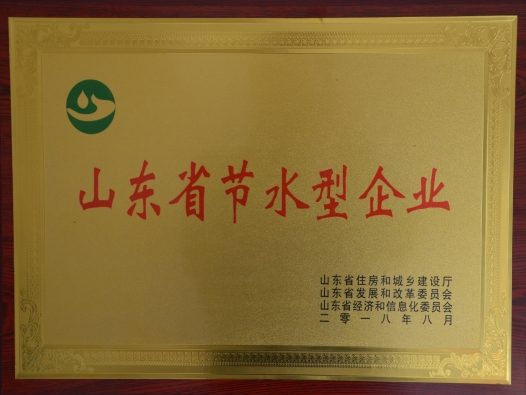 山东省节水型企业
山东省住房和城乡建设厅
山东省发展和改革委员会
山东省经济和信息化委员会
二零一八年八月